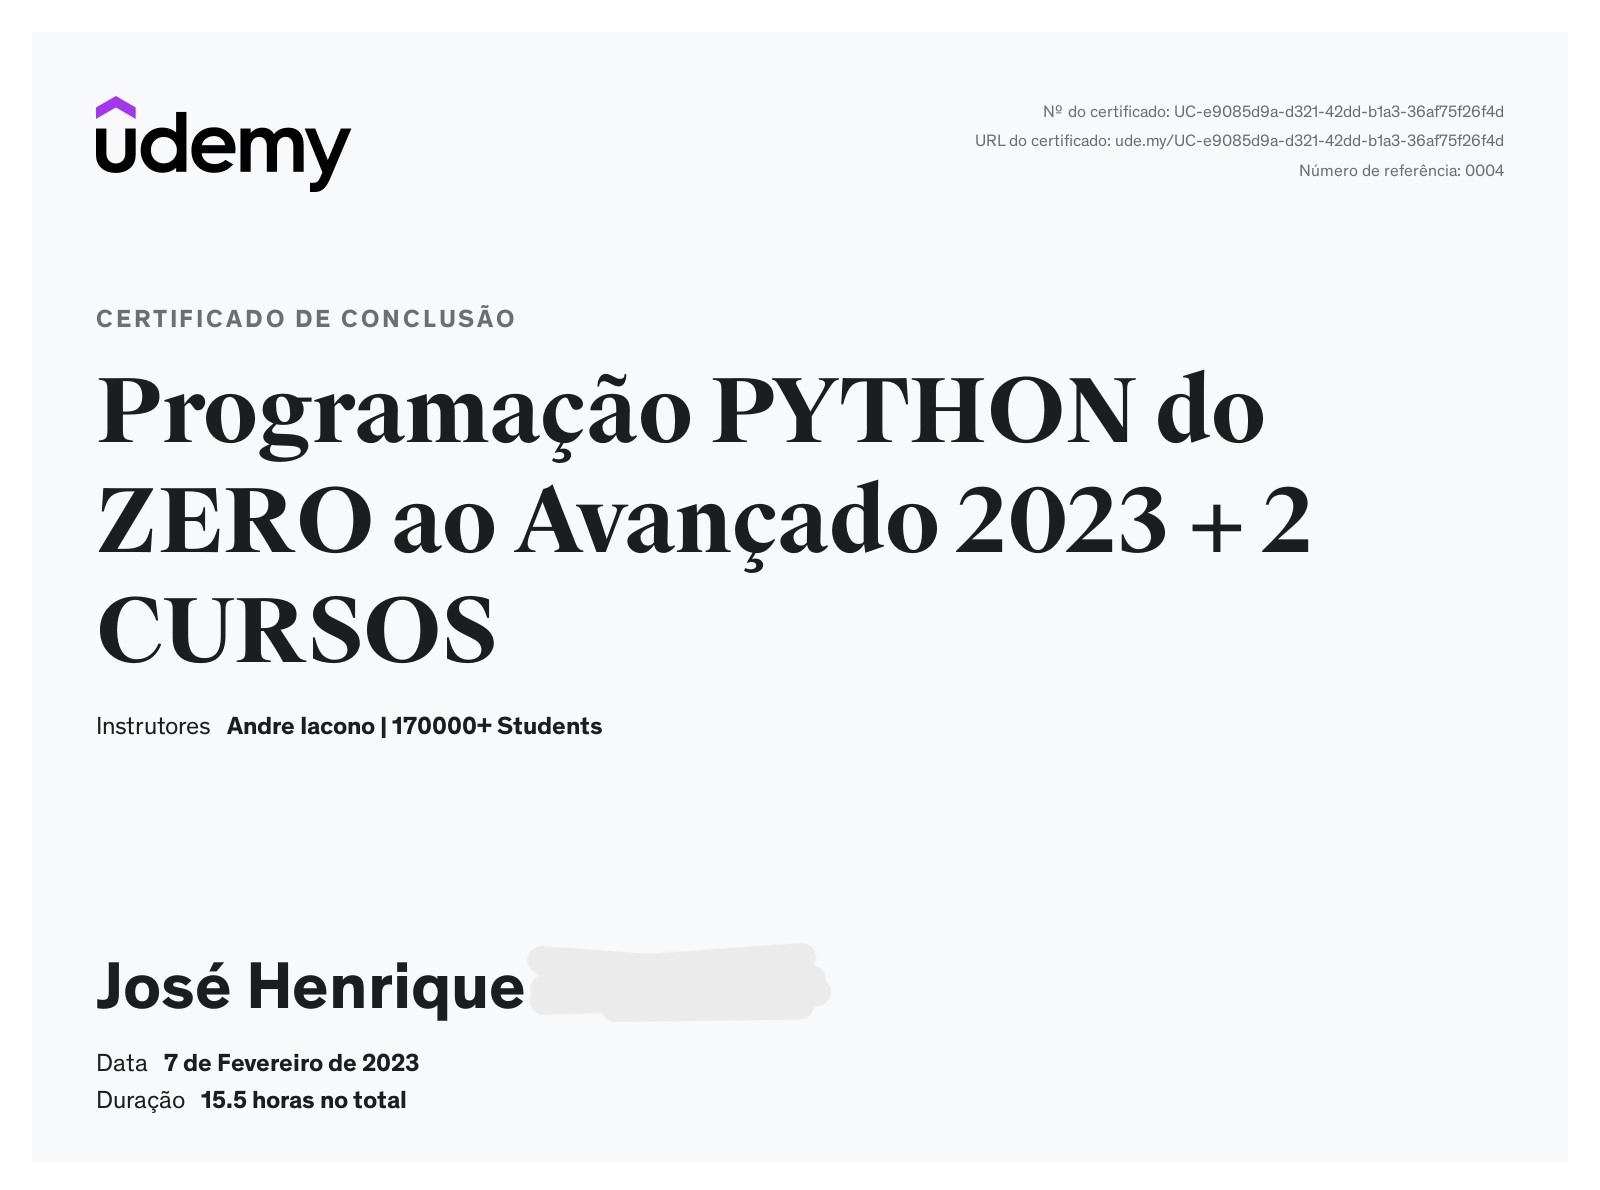 udemy
Nº do certificado: UC-e9085d9a-d321-42dd-b1a3-36af75f26f4d
URL do certificado: ude.my/UC-e9085d9a-d321-42dd-b1a3-36af75f26f4d
Número de referência: 0004
CERTIFICADO DE CONCLUSÃO
Programação PYTHON do
ZERO ao Avançado 2023 + 2
CURSOS
Instrutores Andre Iacono | 170000+ Students
José Henrique
Data 7 de Fevereiro de 2023
Duração 15.5 horas no total